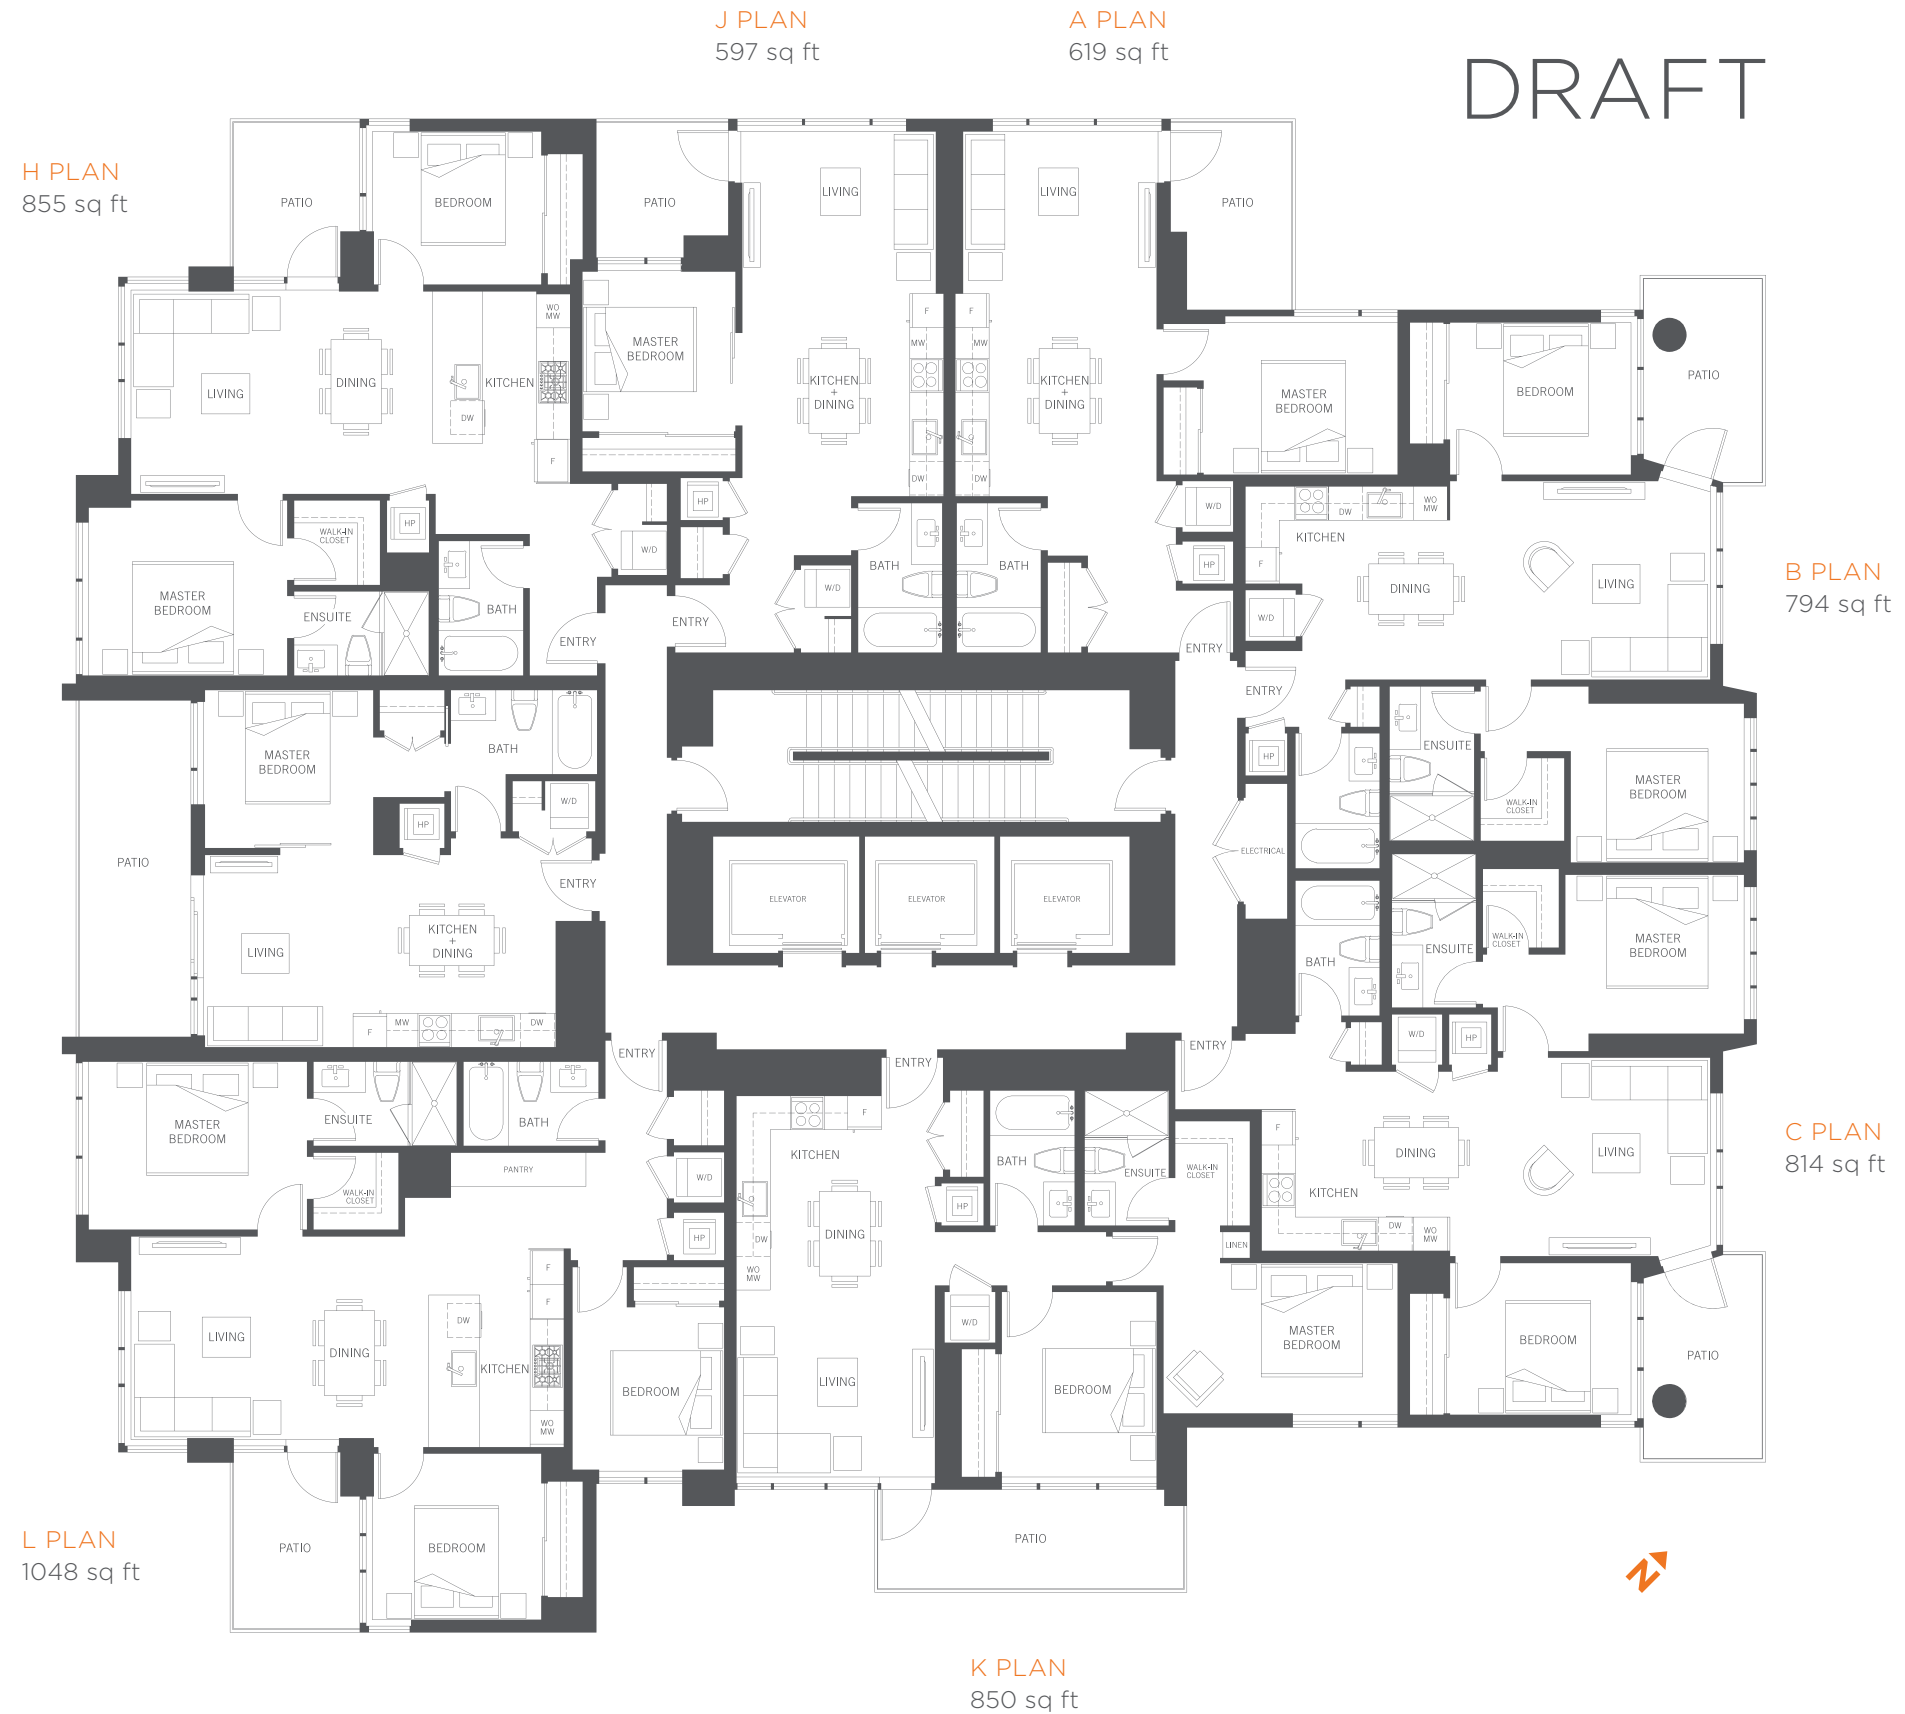 J PLAN
597 sq ft
A PLAN
619 sq ft
DRAFT
H PLAN
855 sq ft
PATIO
BEDROOM
PATIO
LIVING
LIVING
PATIO
WO
MW
F
F
MASTER
BEDROOM
MW
MW
DINING
KITCHEN
LIVING
KITCHEN
+
DINING
KITCHEN
+
DINING
MASTER
BEDROOM
BEDROOM
PATIO
DW
F
DW
DW
HP
HP
W/D
WALK-IN
CLOSET
W/D
BATH
BATH
HP
DW
WO
MW
KITCHEN
F
DINING
LIVING
B PLAN
794 sq ft
MASTER
BEDROOM
ENSUITE
BATH
W/D
W/D
ENTRY
ENTRY
ENTRY
ENTRY
MASTER
BEDROOM
BATH
HP
ENSUITE
MASTER
BEDROOM
WALK-IN
CLOSET
W/D
HP
PATIO
ELECTRICAL
ENTRY
ELEVATOR
ELEVATOR
ELEVATOR
LIVING
KITCHEN
+
DINING
BATH
ENSUITE
WALK-IN
CLOSET
MASTER
BEDROOM
F
MW
DW
W/D
HP
ENTRY
ENTRY
ENTRY
MASTER
BEDROOM
ENSUITE
BATH
F
KITCHEN
BATH
ENSUITE
WALK-IN
CLOSET
F
DINING
LIVING
C PLAN
814 sq ft
PANTRY
W/D
WALK-IN
CLOSET
KITCHEN
HP
HP
DINING
DW
WO
MW
LINEN
DW
WO
MW
F
F
DW
W/D
LIVING
DINING
KITCHEN
BEDROOM
LIVING
BEDROOM
MASTER
BEDROOM
BEDROOM
PATIO
WO
MW
L PLAN
1048 sq ft
PATIO
BEDROOM
PATIO
N
K PLAN
850 sq ft